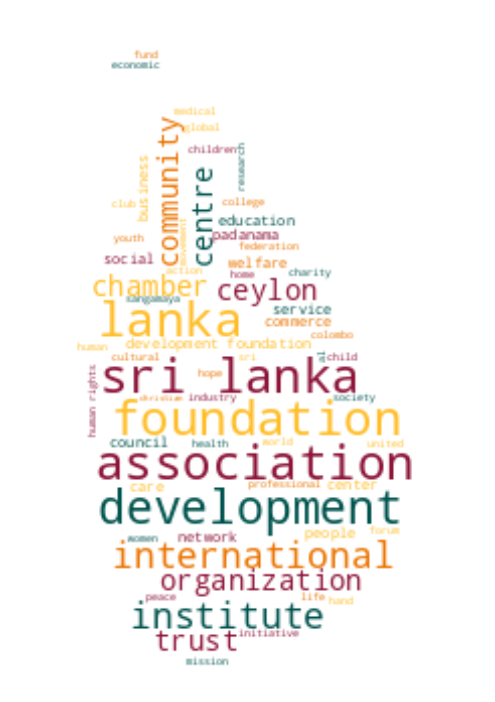 fund
economic
medical
global
community
children
research
business
centre
club
college
education
movement
padanama
youth
federation
social
welfare
action
home
charity
chamber
ceylon
sangamaya
service
lanka
commerce
colombo
human
development foundation
cultural
sri
al
child
sri lanka
hope
human rights
christian
industry
society
foundation
council
health
world
united
association
care
professional
center
development
women
network
people
forum
international
organization
peace
life
hand
institute
trust
initiative
mission